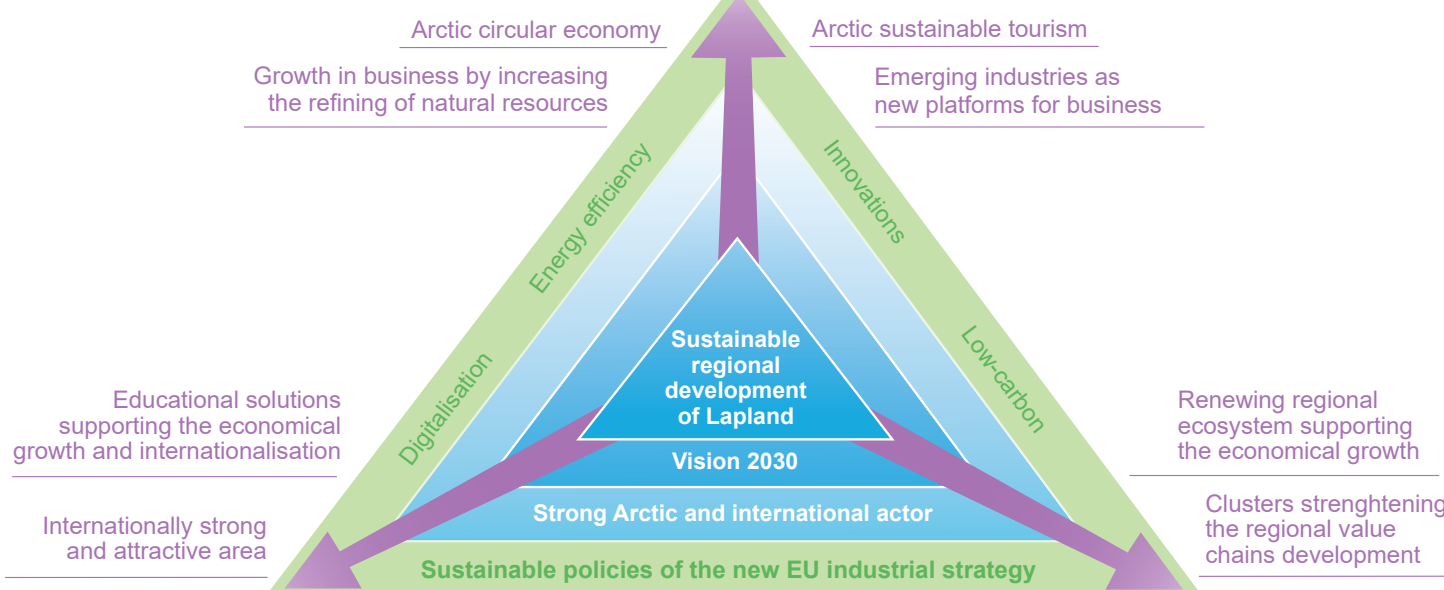 Arctic circular economy
Arctic sustainable tourism
Growth in business by increasing
the refining of natural resources
Emerging industries as
new platforms for business
Energy efficiency
Innovations
Digitalisation
Low-carbon
Sustainable
regional
development
of Lapland
Vision 2030
Strong Arctic and international actor
Sustainable policies of the new EU industrial strategy
Educational solutions
supporting the economical
growth and internationalisation
Internationally strong
and attractive area
Renewing regional
ecosystem supporting
the economical growth
Clusters strenghtening
the regional value
chains development